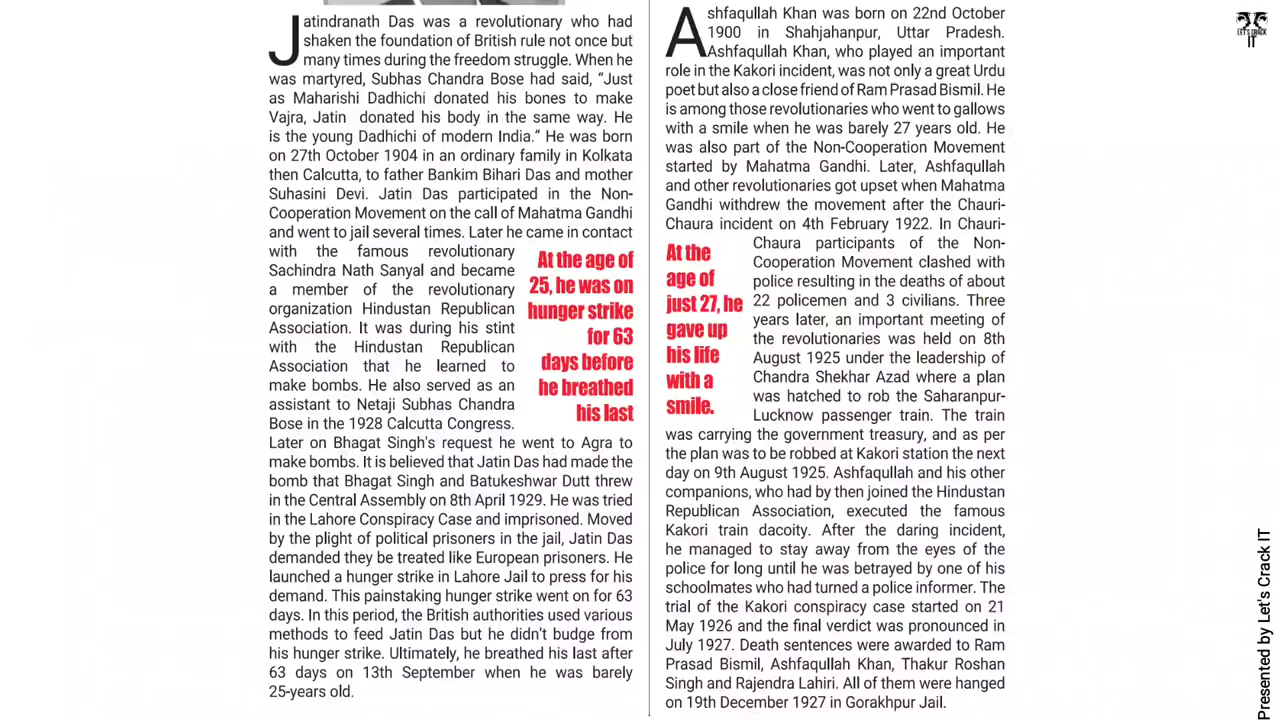 Jatindranath Das was a revolutionary who had
shaken the foundation of British rule not once but
many times during the freedom struggle. When he
was martyred, Subhas Chandra Bose had said, “Just
as Maharishi Dadhichi donated his bones to make
Vajra, Jatin donated his body in the same way. He
is the young Dadhichi of modern India.” He was born
on 27th October 1904 in an ordinary family in Kolkata
then Calcutta, to father Bankim Bihari Das and mother
Suhasini Devi. Jatin Das participated in the Non-
Cooperation Movement on the call of Mahatma Gandhi
and went to jail several times. Later he came in contact
with the famous revolutionary
Sachindra Nath Sanyal and became
a member of the revolutionary
organization Hindustan Republican
Association. It was during his stint
with the Hindustan Republican
Association that he learned to
make bombs. He also served as an
assistant to Netaji Subhas Chandra
Bose in the 1928 Calcutta Congress.
Later on Bhagat Singh's request he went to Agra to
make bombs. It is believed that Jatin Das had made the
bomb that Bhagat Singh and Batukeshwar Dutt threw
in the Central Assembly on 8th April 1929. He was tried
in the Lahore Conspiracy Case and imprisoned. Moved
by the plight of political prisoners in the jail, Jatin Das
demanded they be treated like European prisoners. He
launched a hunger strike in Lahore Jail to press for his
demand. This painstaking hunger strike went on for 63
days. In this period, the British authorities used various
methods to feed Jatin Das but he didn’t budge from
his hunger strike. Ultimately, he breathed his last after
63 days on 13th September when he was barely
25-years old.
At the age of
25, he was on
hunger strike
for 63
days before
he breathed
his last
Ashfaqullah Khan was born on 22nd October
1900 in Shahjahanpur, Uttar Pradesh.
Ashfaqullah Khan, who played an important
role in the Kakori incident, was not only a great Urdu
poet but also a close friend of Ram Prasad Bismil. He
is among those revolutionaries who went to gallows
with a smile when he was barely 27 years old. He
was also part of the Non-Cooperation Movement
started by Mahatma Gandhi. Later, Ashfaqullah
and other revolutionaries got upset when Mahatma
Gandhi withdrew the movement after the Chauri-
Chaura incident on 4th February 1922. In Chauri-
Chaura participants of the Non-
Cooperation Movement clashed with
police resulting in the deaths of about
22 policemen and 3 civilians. Three
years later, an important meeting of
the revolutionaries was held on 8th
August 1925 under the leadership of
Chandra Shekhar Azad where a plan
was hatched to rob the Saharanpur-
Lucknow passenger train. The train
was carrying the government treasury, and as per
the plan was to be robbed at Kakori station the next
day on 9th August 1925. Ashfaqullah and his other
companions, who had by then joined the Hindustan
Republican Association, executed the famous
Kakori train dacoity. After the daring incident,
he managed to stay away from the eyes of the
police for long until he was betrayed by one of his
schoolmates who had turned a police informer. The
trial of the Kakori conspiracy case started on 21
May 1926 and the final verdict was pronounced in
July 1927. Death sentences were awarded to Ram
Prasad Bismil, Ashfaqullah Khan, Thakur Roshan
Singh and Rajendra Lahiri. All of them were hanged
on 19th December 1927 in Gorakhpur Jail.
At the
age of
just 27, he
gave up
his life
with a
smile.
LET'S CRACK
IT
Presented by Let's Crack IT